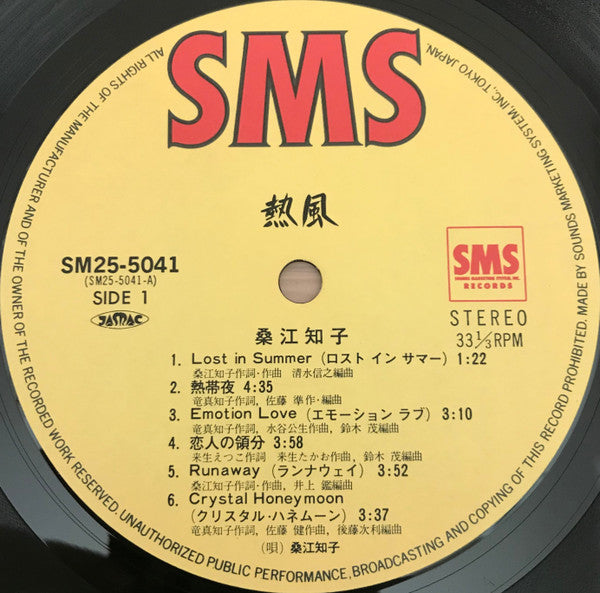 SMS
熱風
SM25-5041
(SM25-5041-A)
SIDE 1
JASRAC
SMS
SOUNDS MARKETING SYSTEM, INC.
RECORDS
STEREO
33 1/3 RPM
桑江知子
1. Lost in Summer (ロスト イン サマー) 1:22
桑江知子作詞・作曲 清水信之編曲
2. 熱帯夜 4:35
竜真知子作詞、佐藤 準作・編曲
3. Emotion Love (エモーション ラブ) 3:10
竜真知子作詞、水谷公生作曲、鈴木 茂編曲
4. 恋人の領分 3:58
来生えつこ作詞 来生たかお作曲、鈴木 茂編曲
5. Runaway (ランナウェイ) 3:52
桑江知子作詞・作曲、井上 鑑編曲
6. Crystal Honeymoon
(クリスタル・ハネムーン) 3:37
竜真知子作詞、佐藤 健作曲、後藤次利編曲
(唄) 桑江知子
ALL RIGHTS OF THE MANUFACTURER AND OF THE OWNER OF THE RECORDED WORK RESERVED. UNAUTHORIZED PUBLIC PERFORMANCE, BROADCASTING AND COPYING OF THIS RECORD PROHIBITED. MADE BY SOUNDS MARKETING SYSTEM, INC., TOKYO JAPAN.